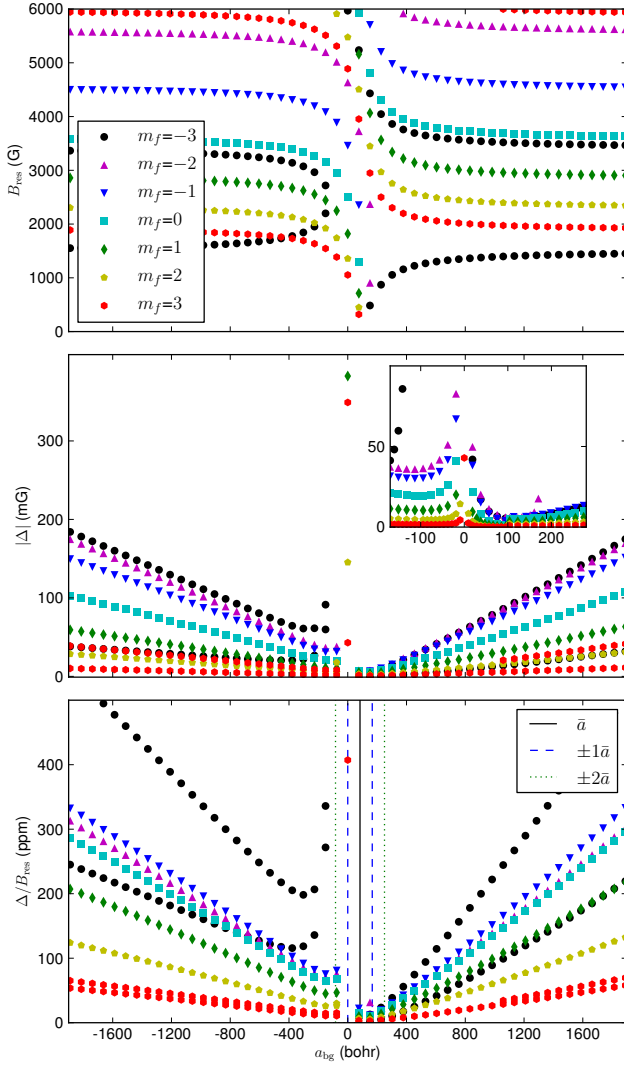 6000
5000
4000
3000
2000
1000
0
B_res (G)
m_f=−3
m_f=−2
m_f=−1
m_f=0
m_f=1
m_f=2
m_f=3
300
200
100
0
|Δ| (mG)
50
0
-100 0 100 200
400
300
200
100
0
Δ/B_res (ppm)
ā
±1ā
±2ā
-1600 -1200 -800 -400 0 400 800 1200 1600
a_bg (bohr)